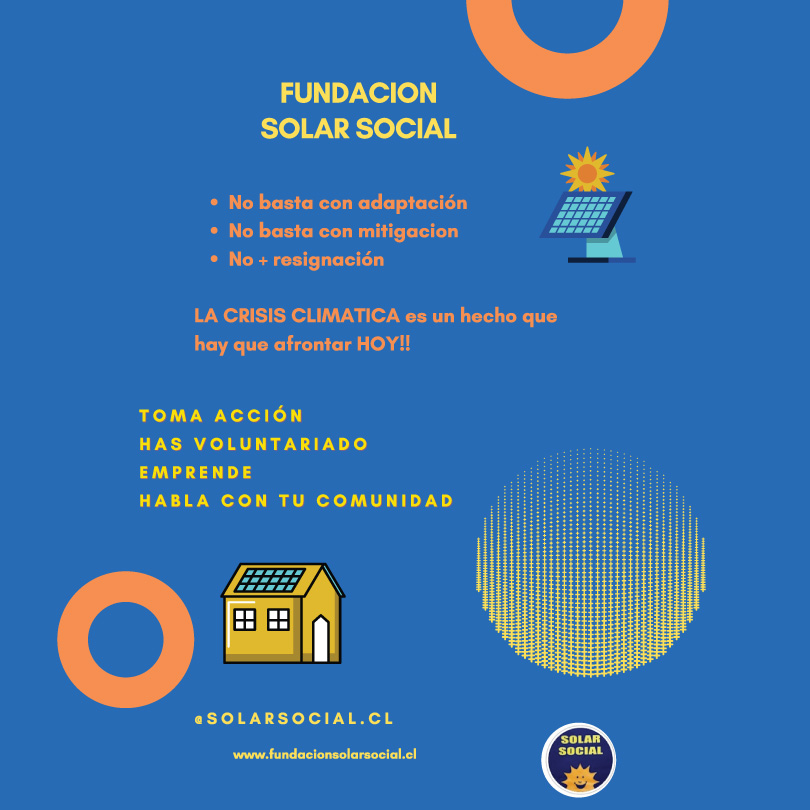 FUNDACION
SOLAR SOCIAL
• No basta con adaptación
• No basta con mitigacion
• No + resignación
LA CRISIS CLIMATICA es un hecho que
hay que afrontar HOY!!
TOMA ACCIÓN
HAS VOLUNTARIADO
EMPRENDE
HABLA CON TU COMUNIDAD
@SOLARSOCIAL.CL
www.fundacionsolarsocial.cl
SOLAR
SOCIAL